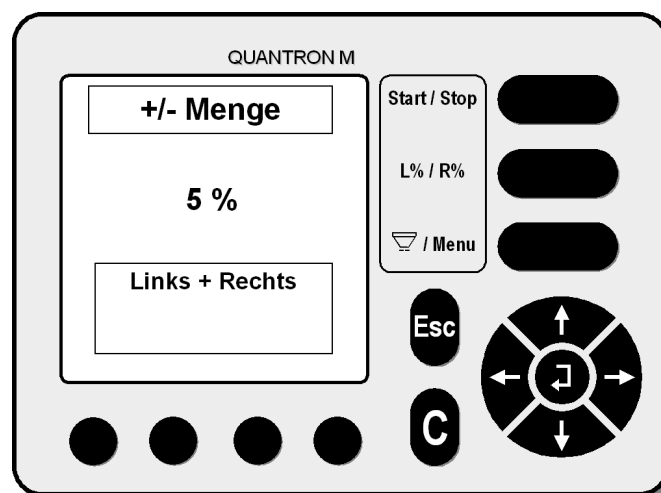 QUANTRON M
+/- Menge
5 %
Links + Rechts
Start / Stop
L% / R%
/ Menu
Esc
C